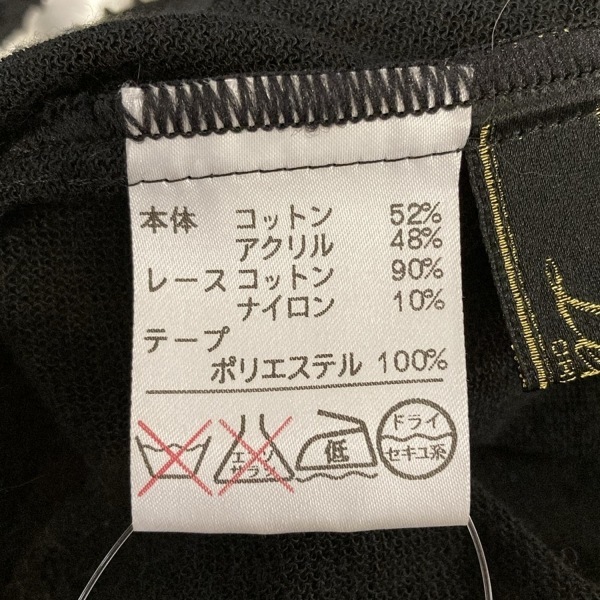 本体 コットン 52%
アクリル 48%
レース コットン 90%
ナイロン 10%
テープ
ポリエステル 100%
エンソ
サラシ
低
ドライ
セキユ系